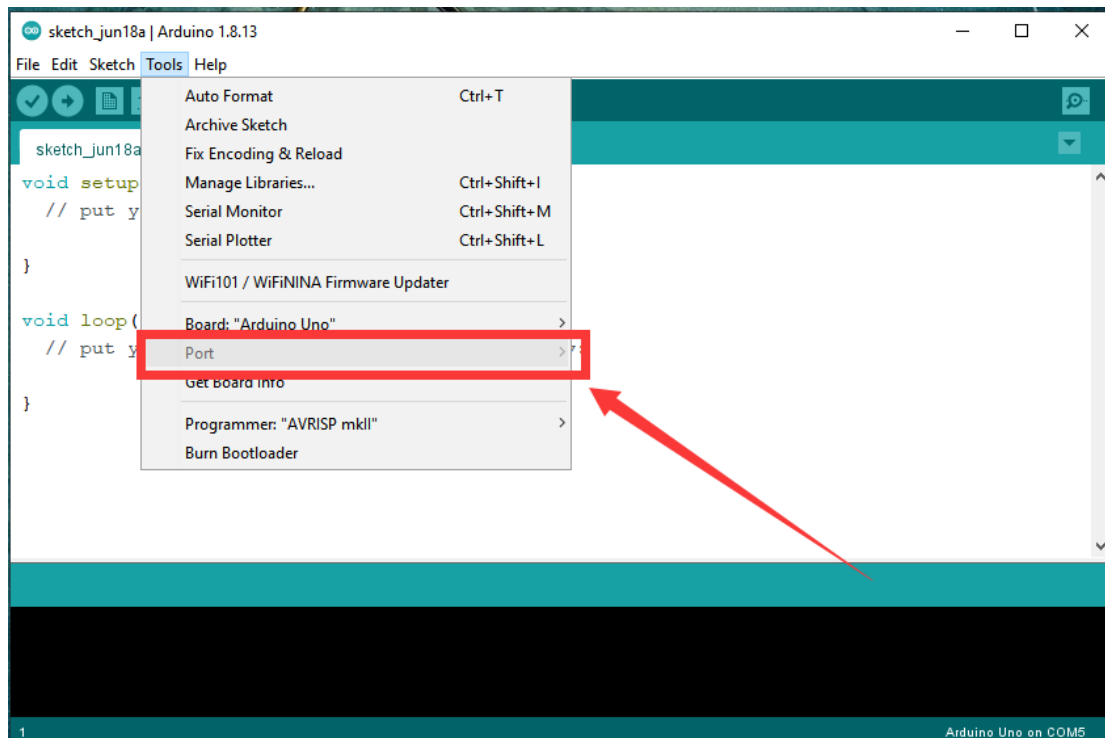 sketch_jun18a | Arduino 1.8.13
File Edit Sketch Tools Help
sketch_jun18a
Auto Format Ctrl+T
Archive Sketch
Fix Encoding & Reload
Manage Libraries... Ctrl+Shift+I
Serial Monitor Ctrl+Shift+M
Serial Plotter Ctrl+Shift+L
WiFi101 / WiFiNINA Firmware Updater
Board: "Arduino Uno"
Port
Get Board Info
Programmer: "AVRISP mkII"
Burn Bootloader
void setup
// put y
}
void loop(
// put y
}
1 Arduino Uno on COM5